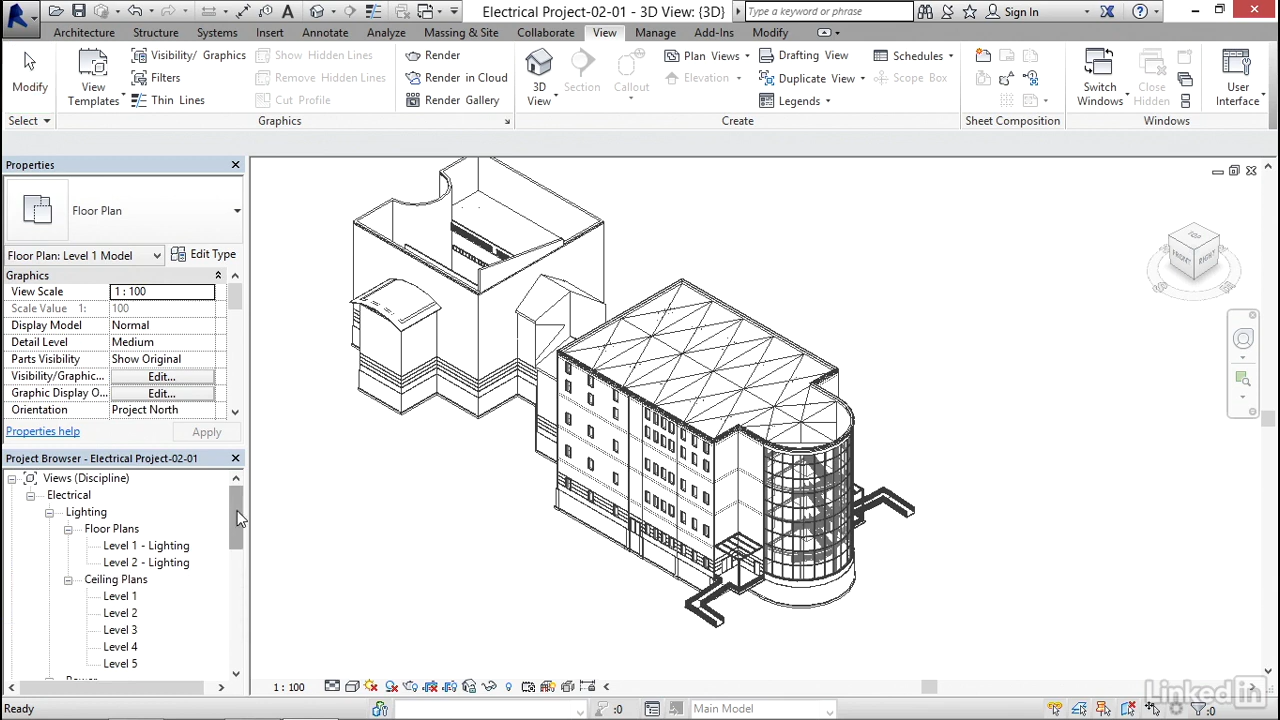 Electrical Project-02-01 - 3D View: {3D}
Type a keyword or phrase
Sign In
Architecture Structure Systems Insert Annotate Analyze Massing & Site Collaborate View Manage Add-Ins Modify
Modify
Select
View Templates
Visibility/ Graphics
Filters
Thin Lines
Show Hidden Lines
Remove Hidden Lines
Cut Profile
Render
Render in Cloud
Render Gallery
Graphics
3D View
Section
Callout
Plan Views
Elevation
Drafting View
Duplicate View
Legends
Schedules
Scope Box
Create
Sheet Composition
Switch Windows
Close Hidden
User Interface
Windows
Properties
Floor Plan
Floor Plan: Level 1 Model
Edit Type
Graphics
View Scale 1 : 100
Scale Value 1: 100
Display Model Normal
Detail Level Medium
Parts Visibility Show Original
Visibility/Graphic... Edit...
Graphic Display O... Edit...
Orientation Project North
Properties help
Apply
Project Browser - Electrical Project-02-01
Views (Discipline)
Electrical
Lighting
Floor Plans
Level 1 - Lighting
Level 2 - Lighting
Ceiling Plans
Level 1
Level 2
Level 3
Level 4
Level 5
Power
TOP
FRONT
RIGHT
1 : 100
Ready
:0
Main Model
:0
Linked in